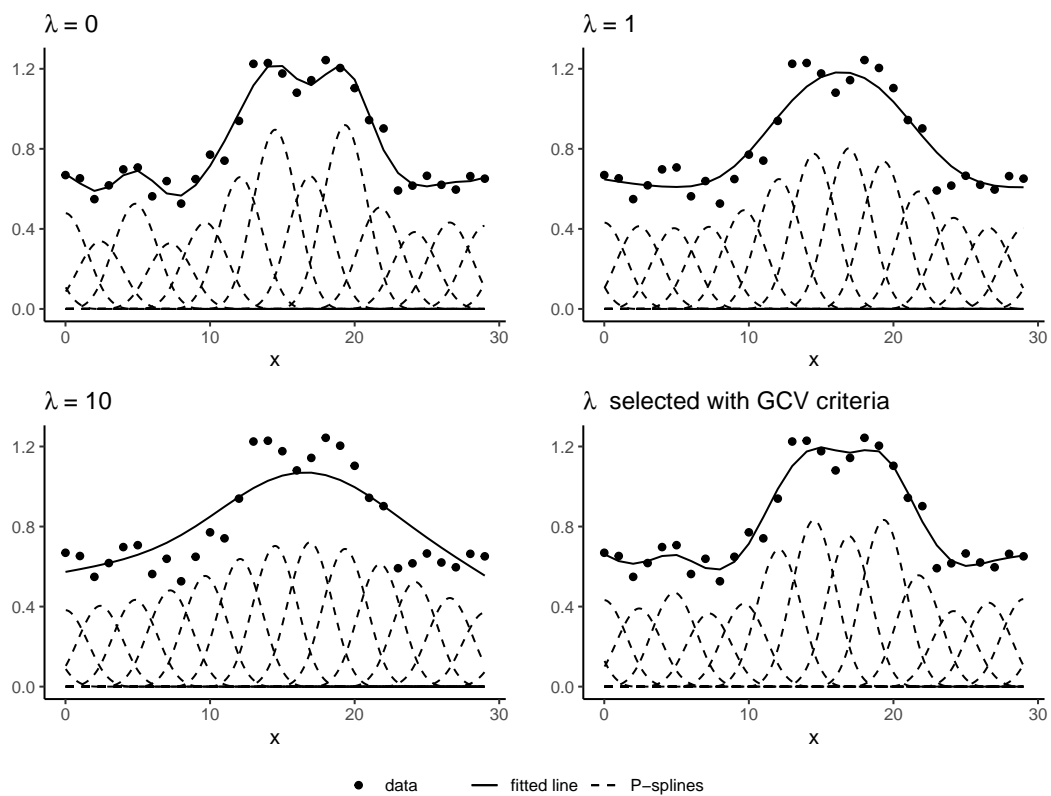 λ = 0
1.2
0.8
0.4
0.0
0 10 20 30
x
λ = 1
1.2
0.8
0.4
0.0
0 10 20 30
x
λ = 10
1.2
0.8
0.4
0.0
0 10 20 30
x
λ selected with GCV criteria
1.2
0.8
0.4
0.0
0 10 20 30
x
data fitted line P−splines